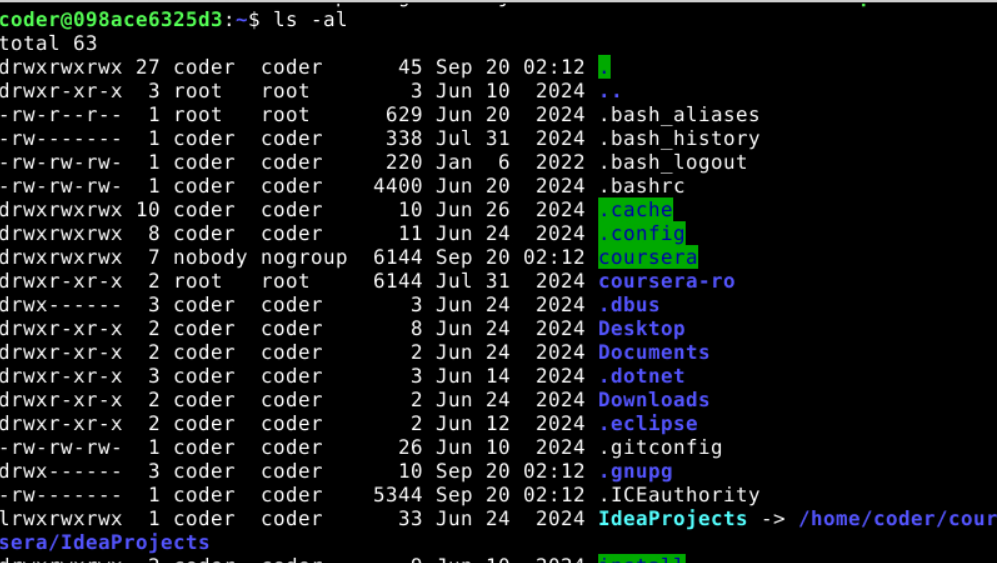 coder@098ace6325d3:~$ ls -al
total 63
drwxrwxrwx 27 coder  coder     45 Sep 20 02:12 .
drwxr-xr-x  3 root   root       3 Jun 10  2024 ..
-rw-r--r--  1 root   root     629 Jun 20  2024 .bash_aliases
-rw-------  1 coder  coder    338 Jul 31  2024 .bash_history
-rw-rw-rw-  1 coder  coder    220 Jan  6  2022 .bash_logout
-rw-rw-rw-  1 coder  coder   4400 Jun 20  2024 .bashrc
drwxrwxrwx 10 coder  coder     10 Jun 26  2024 .cache
drwxrwxrwx  8 coder  coder     11 Jun 24  2024 .config
drwxrwxrwx  7 nobody nogroup 6144 Sep 20 02:12 coursera
drwxr-xr-x  2 root   root    6144 Jul 31  2024 coursera-ro
drwx------  3 coder  coder      3 Jun 24  2024 .dbus
drwxr-xr-x  2 coder  coder      8 Jun 24  2024 Desktop
drwxr-xr-x  2 coder  coder      2 Jun 24  2024 Documents
drwxr-xr-x  3 coder  coder      3 Jun 14  2024 .dotnet
drwxr-xr-x  2 coder  coder      2 Jun 24  2024 Downloads
drwxr-xr-x  2 coder  coder      2 Jun 12  2024 .eclipse
-rw-rw-rw-  1 coder  coder     26 Jun 10  2024 .gitconfig
drwx------  3 coder  coder     10 Sep 20 02:12 .gnupg
-rw-------  1 coder  coder   5344 Sep 20 02:12 .ICEauthority
lrwxrwxrwx  1 coder  coder     33 Jun 24  2024 IdeaProjects -> /home/coder/cour
sera/IdeaProjects